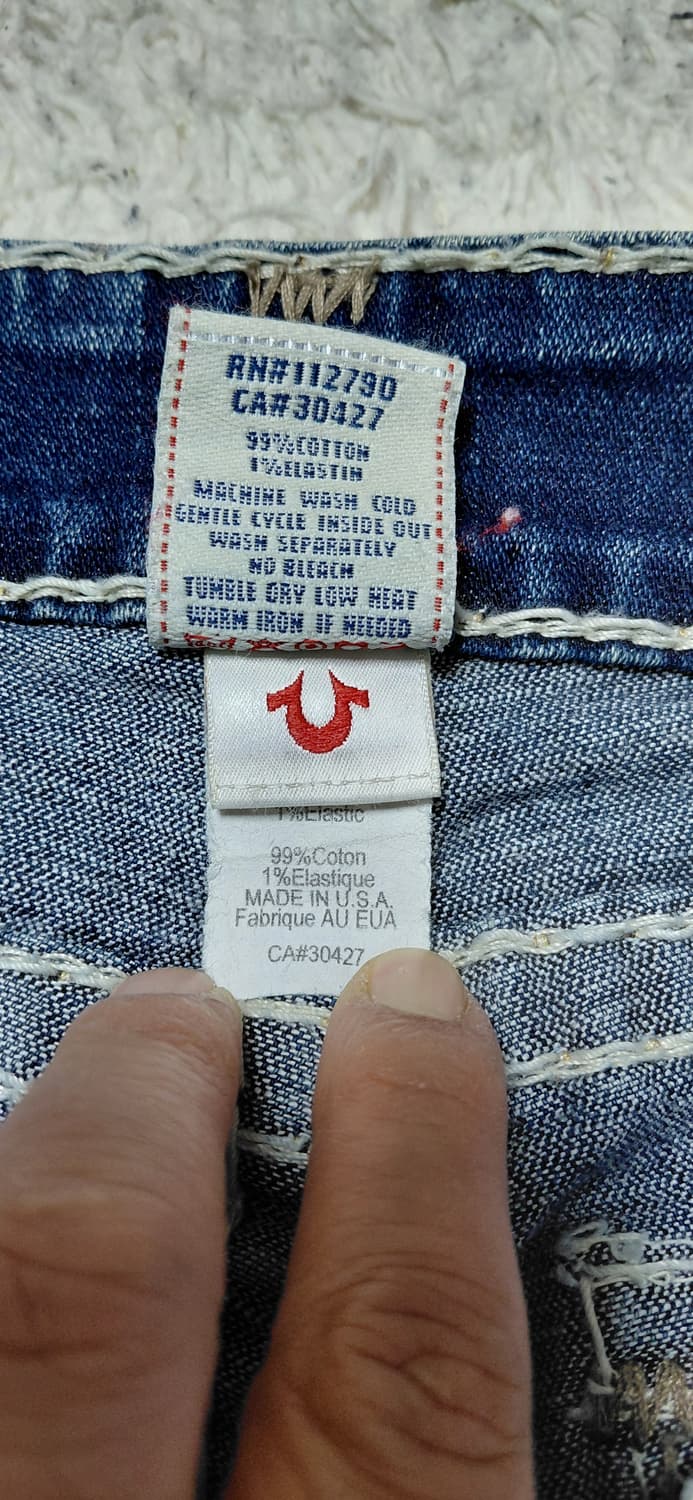 RN#112790
CA#30427
99%COTTON
1%ELASTIN
MACHINE WASH COLD
GENTLE CYCLE INSIDE OUT
WASH SEPARATELY
NO BLEACH
TUMBLE DRY LOW HEAT
WARM IRON IF NEEDED
1%Elastic
99%Coton
1%Elastique
MADE IN U.S.A.
Fabrique AU EUA
CA#30427